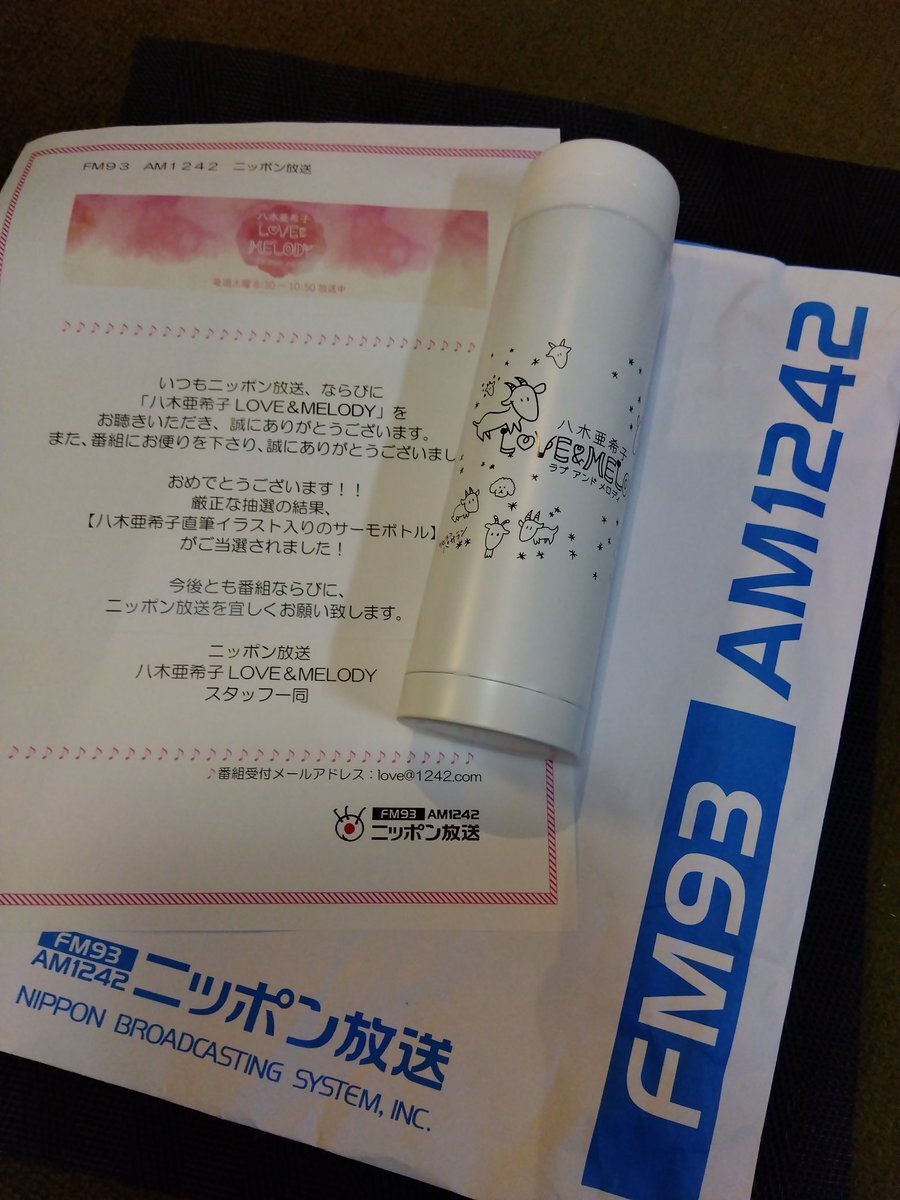 FM93 AM1242 ニッポン放送
八木亜希子
LOVE&
MELODY
毎週土曜8:30－10:50放送中
♪♪♪♪♪♪♪♪♪♪♪♪♪♪♪♪♪♪♪♪♪♪♪♪♪♪♪♪♪♪
いつもニッポン放送、ならびに
「八木亜希子 LOVE＆MELODY」を
お聴きいただき、誠にありがとうございます。
また、番組にお便りを下さり、誠にありがとうございまし
おめでとうございます！！
厳正な抽選の結果、
【八木亜希子直筆イラスト入りのサーモボトル】
がご当選されました！
今後とも番組ならびに、
ニッポン放送を宜しくお願い致します。
ニッポン放送
八木亜希子 LOVE＆MELODY
スタッフ一同
♪♪♪♪♪♪♪♪♪♪♪♪♪♪♪♪♪♪♪♪♪♪♪♪♪♪♪♪♪♪
♪番組受付メールアドレス：love@1242.com
FM93 AM1242
ニッポン放送
八木亜希子
LOVE&MELO
ラブ アンド メロディ
FM93 AM1242
FM93
AM1242
ニッポン放送
NIPPON BROADCASTING SYSTEM, INC.